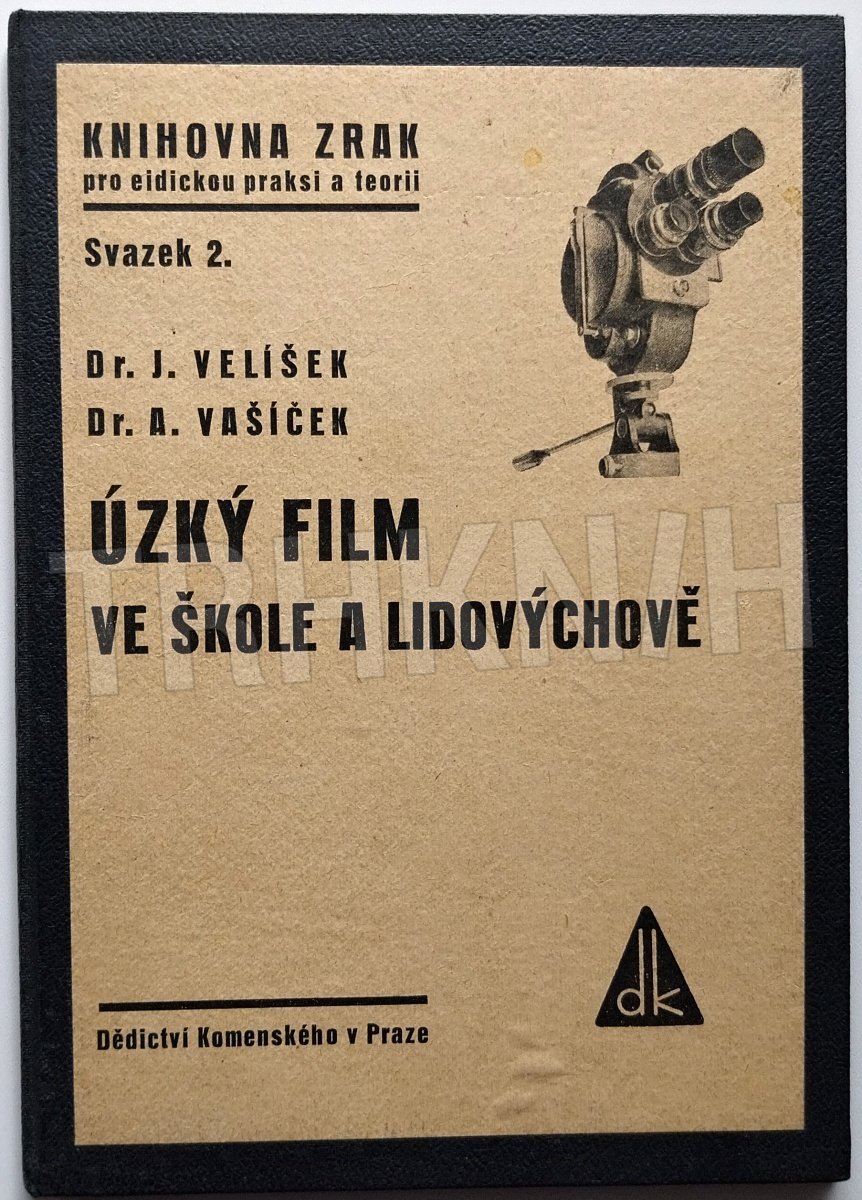 KNIHOVNA ZRAK
pro eidickou praksi a teorii
Svazek 2.
Dr. J. VELÍŠEK
Dr. A. VAŠÍČEK
ÚZKÝ FILM
VE ŠKOLE A LIDOVÝCHOVĚ
TRHKNIH
dk
Dědictví Komenského v Praze